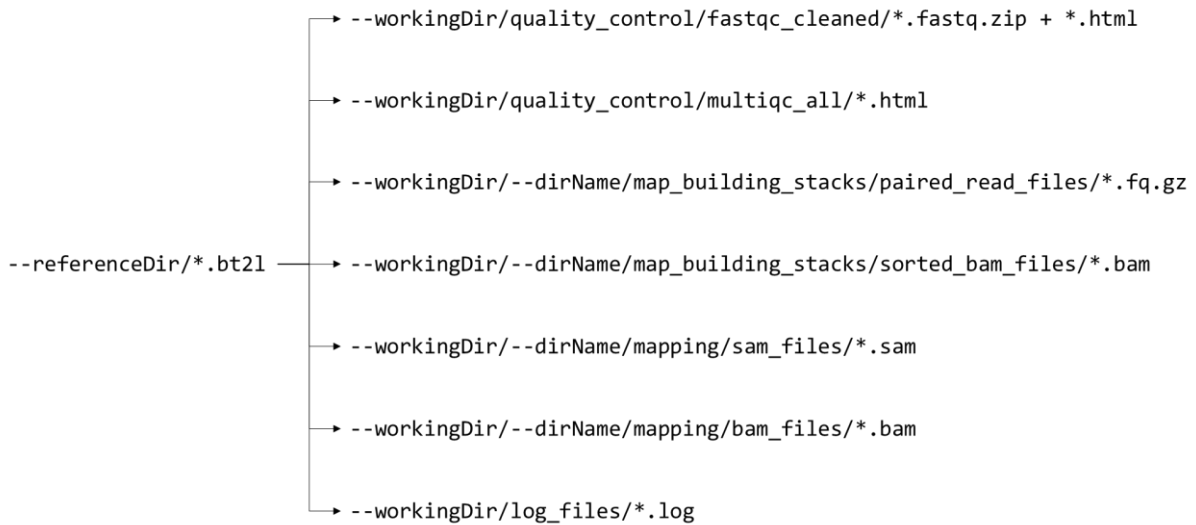 --workingDir/quality_control/fastqc_cleaned/*.fastq.zip + *.html
--workingDir/quality_control/multiqc_all/*.html
--workingDir/--dirName/map_building_stacks/paired_read_files/*.fq.gz
--referenceDir/*.bt2l
--workingDir/--dirName/map_building_stacks/sorted_bam_files/*.bam
--workingDir/--dirName/mapping/sam_files/*.sam
--workingDir/--dirName/mapping/bam_files/*.bam
--workingDir/log_files/*.log